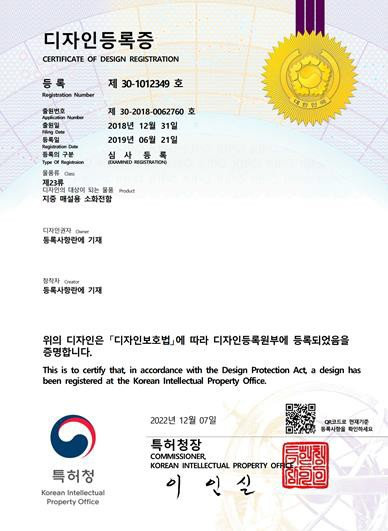 디자인등록증
CERTIFICATE OF DESIGN REGISTRATION
등 록 제 30-1012349 호
Registration Number
출원번호 제 30-2018-0062760 호
Application Number
출원일 2018년 12월 31일
Filing Date
등록일 2019년 06월 21일
Registration Date
등록의 구분 심 사 등 록
Type Of Registraion (EXAMINED REGISTRATION)
물품류 Class
제23류
디자인의 대상이 되는 물품 Product
지중 매설용 소화전함
디자인권자 Owner
등록사항란에 기재
창작자 Creator
등록사항란에 기재
위의 디자인은 「디자인보호법」에 따라 디자인등록원부에 등록되었음을
증명합니다.
This is to certify that, in accordance with the Design Protection Act, a design has
been registered at the Korean Intellectual Property Office.
2022년 12월 07일
QR코드로 현재기준
등록사항을 확인하세요
특허청장
COMMISSIONER,
KOREAN INTELLECTUAL PROPERTY OFFICE
이 인 실
특허청
Korean Intellectual
Property Office
대한민국